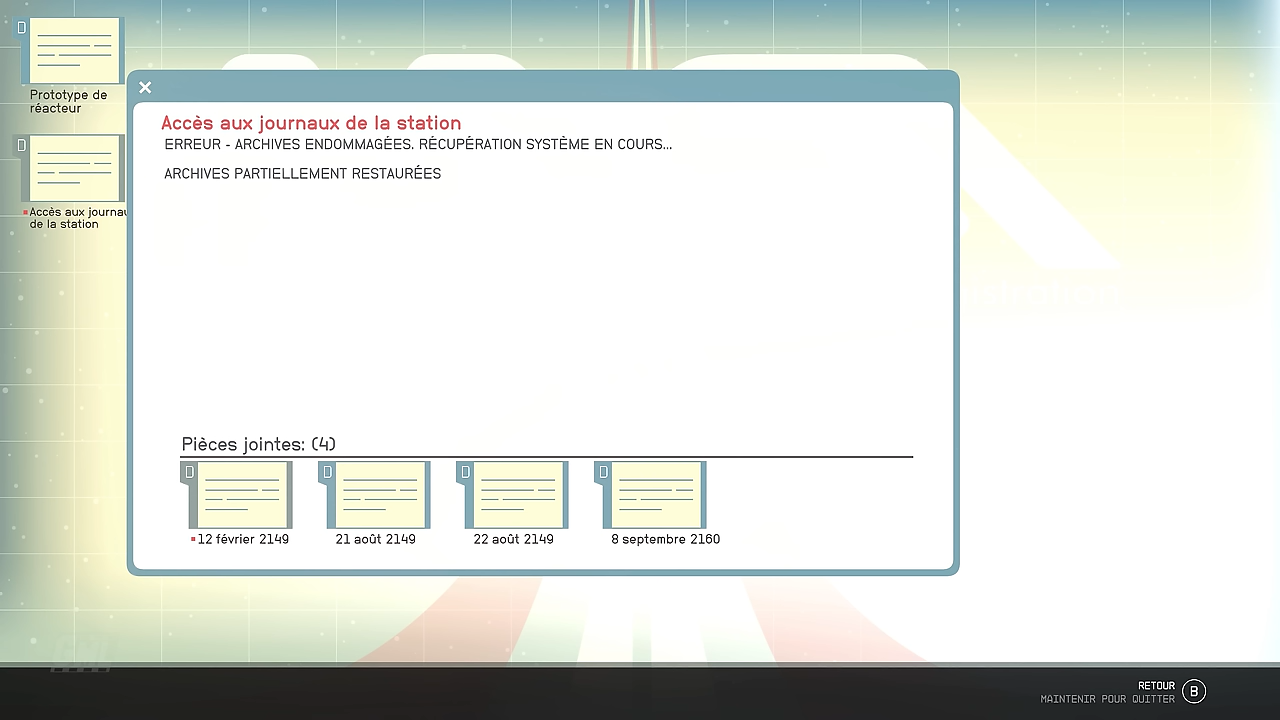 D
Prototype de
réacteur
D
Accès aux journau
de la station
Accès aux journaux de la station
ERREUR - ARCHIVES ENDOMMAGÉES. RÉCUPÉRATION SYSTÈME EN COURS...
ARCHIVES PARTIELLEMENT RESTAURÉES
Pièces jointes: (4)
D D D D
12 février 2149 21 août 2149 22 août 2149 8 septembre 2160
RETOUR B
MAINTENIR POUR QUITTER